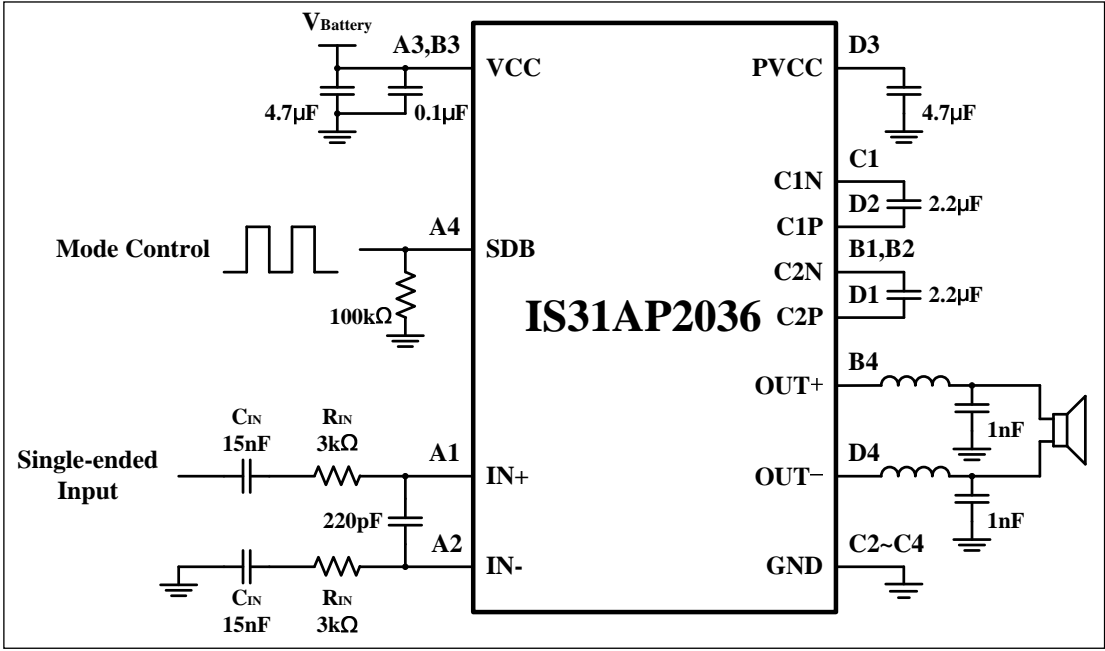 VBattery
A3,B3
VCC
4.7µF
0.1µF
Mode Control
A4
SDB
100kΩ
IS31AP2036
CIN
15nF
RIN
3kΩ
Single-ended
Input
A1
IN+
220pF
A2
IN-
CIN
15nF
RIN
3kΩ
D3
PVCC
4.7µF
C1
C1N
D2
2.2µF
C1P
B1,B2
C2N
D1
2.2µF
C2P
B4
OUT+
1nF
D4
OUT−
1nF
C2~C4
GND